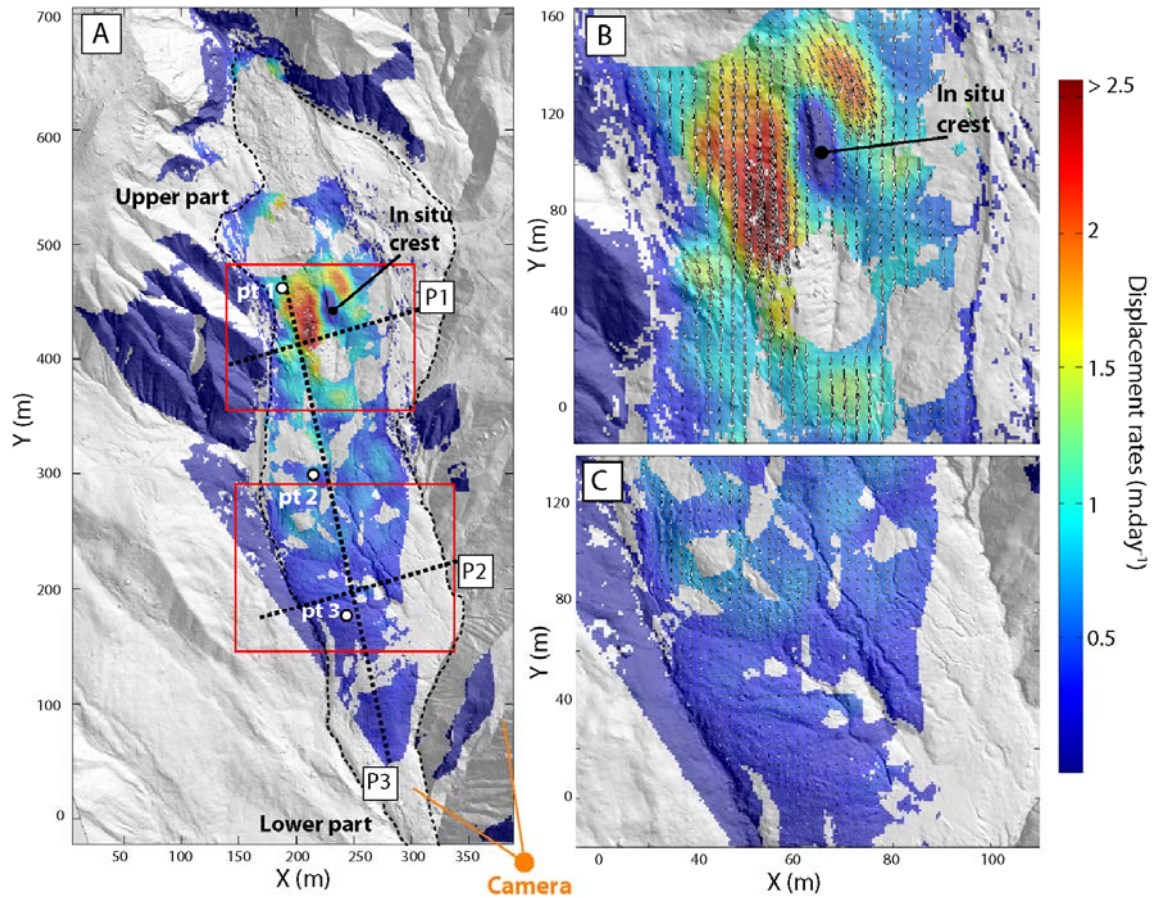 A
700
600
500
400
300
200
100
0
Y (m)
Upper part
In situ
crest
pt 1
P1
pt 2
P2
pt 3
P3
Lower part
50 100 150 200 250 300 350
X (m)
Camera
B
160
120
80
40
0
Y (m)
In situ
crest
C
120
80
40
0
Y (m)
0 40 60 80 100
X (m)
> 2.5
2
1.5
1
0.5
Displacement rates (m.day⁻¹)